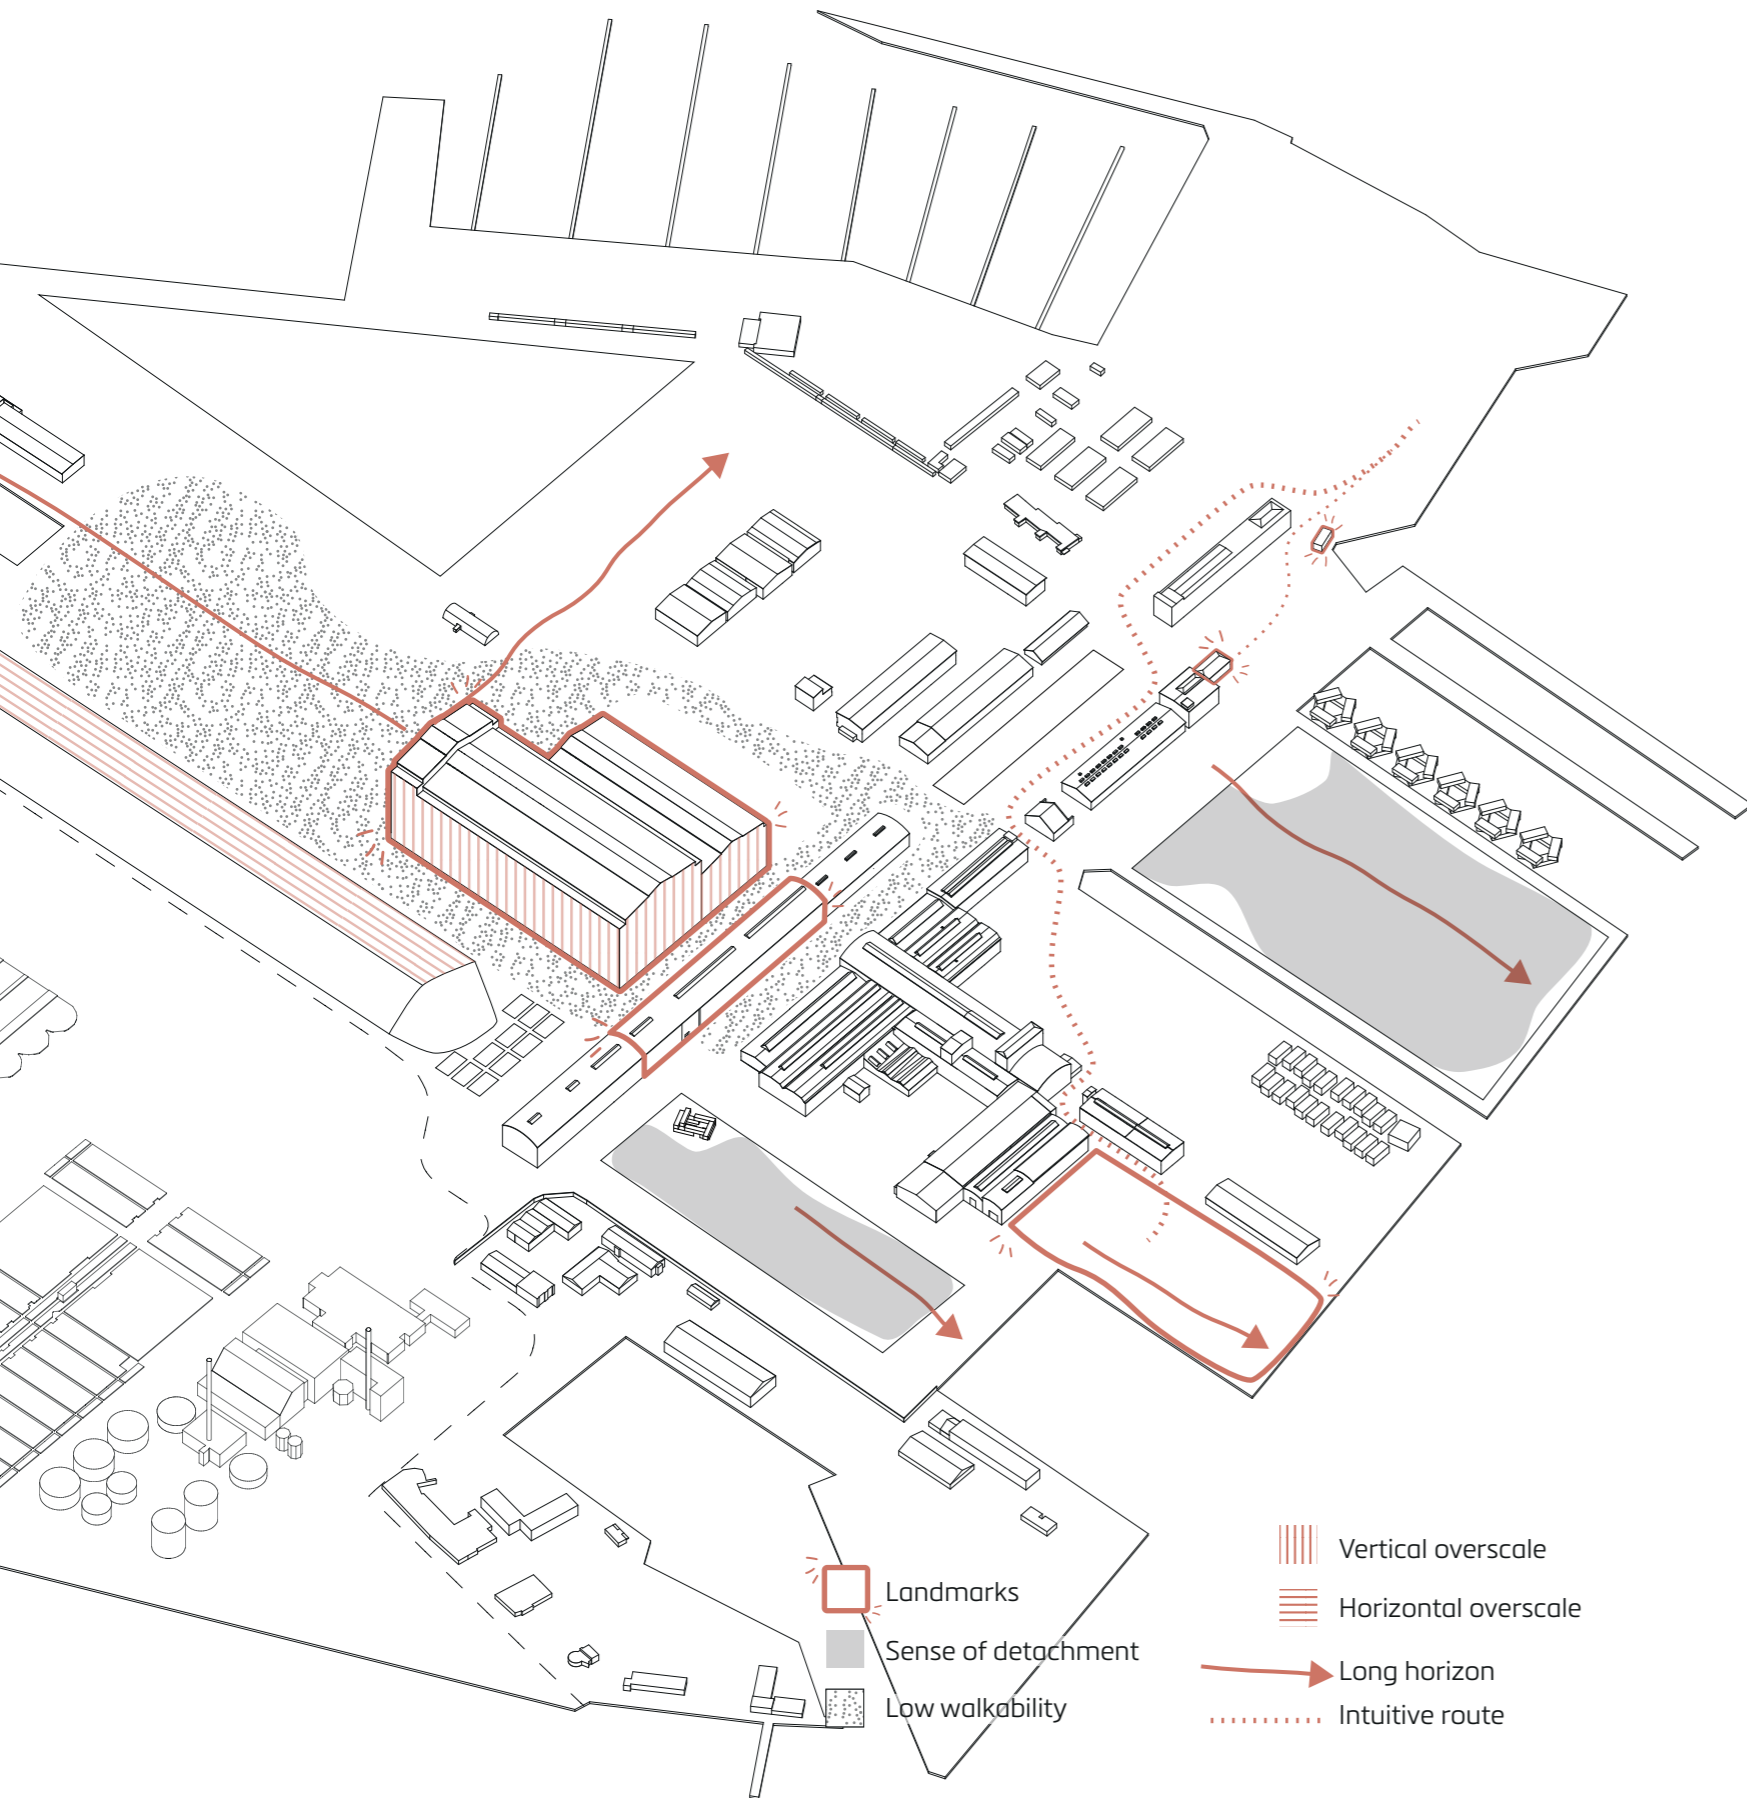 Landmarks
Sense of detachment
Low walkability
Vertical overscale
Horizontal overscale
Long horizon
Intuitive route